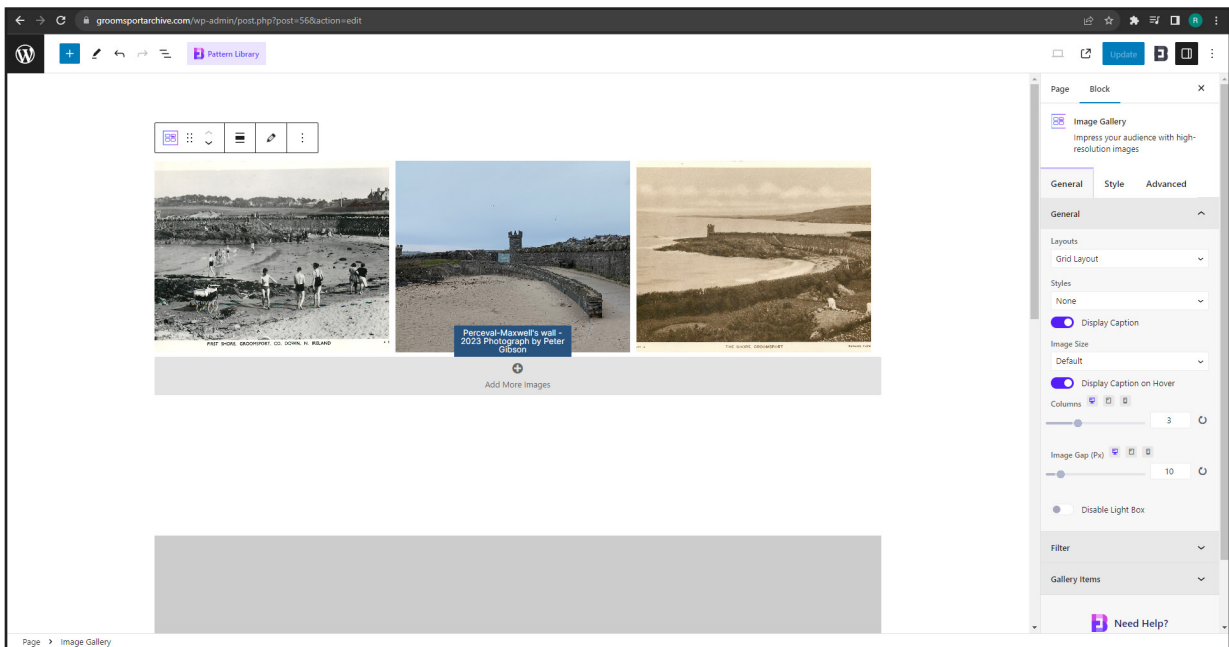 groomsportarchive.com/wp-admin/post.php?post=56&action=edit
R
Pattern Library
Update
Page
Block
Image Gallery
Impress your audience with high-
resolution images
General
Style
Advanced
General
Layouts
Grid Layout
Styles
None
Display Caption
Image Size
Default
Display Caption on Hover
Columns
3
Image Gap (Px)
10
Disable Light Box
Filter
Gallery Items
Need Help?
FIRST SHORE, GROOMSPORT, CO. DOWN, N. IRELAND
Perceval-Maxwell's wall -
2023 Photograph by Peter
Gibson
THE SHORE, GROOMSPORT
Add More Images
Page > Image Gallery